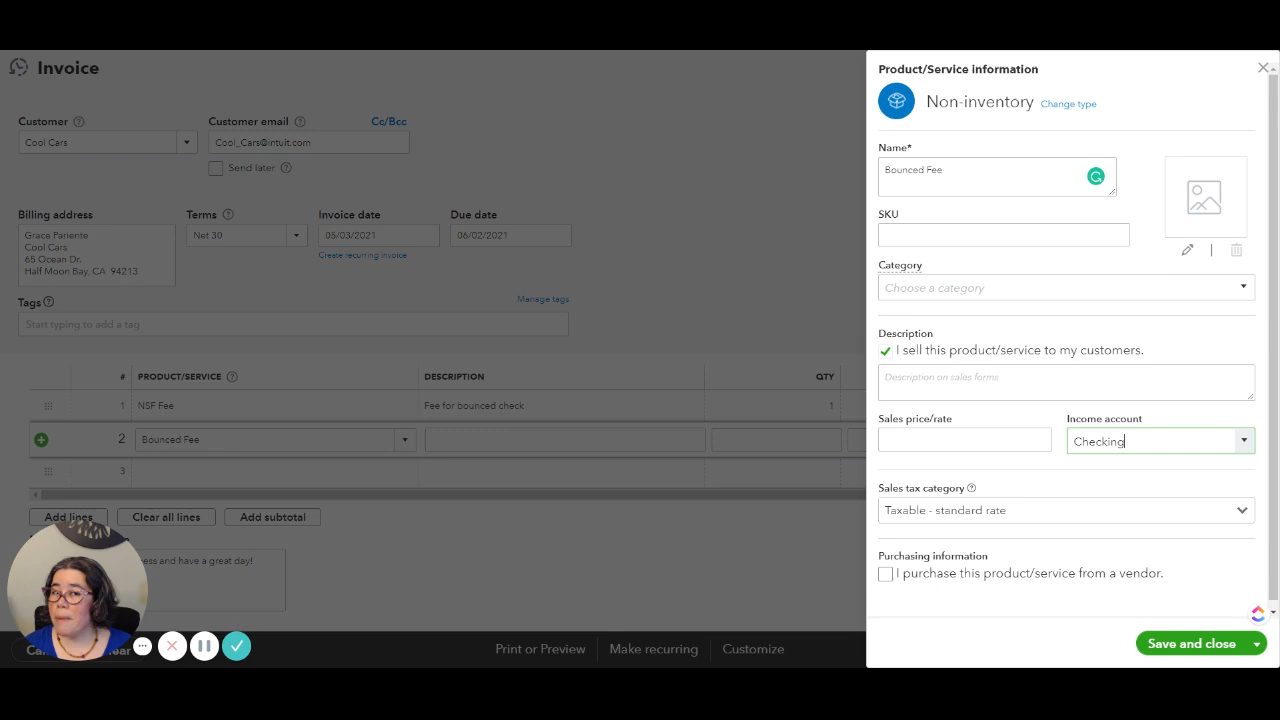 Invoice
Customer
Customer email
Cc/Bcc
Cool Cars
Cool_Cars@intuit.com
Send later
Billing address
Terms
Invoice date
Due date
Grace Pariente
Cool Cars
65 Ocean Dr.
Half Moon Bay, CA 94213
Net 30
05/03/2021
06/02/2021
Create recurring invoice
Tags
Manage tags
Start typing to add a tag
# PRODUCT/SERVICE DESCRIPTION QTY
1 NSF Fee Fee for bounced check 1
2 Bounced Fee
3
Add lines
Clear all lines
Add subtotal
ess and have a great day!
Print or Preview
Make recurring
Customize
Product/Service information
Non-inventory
Change type
Name*
Bounced Fee
SKU
Category
Choose a category
Description
I sell this product/service to my customers.
Description on sales forms
Sales price/rate
Income account
Checking
Sales tax category
Taxable - standard rate
Purchasing information
I purchase this product/service from a vendor.
Save and close